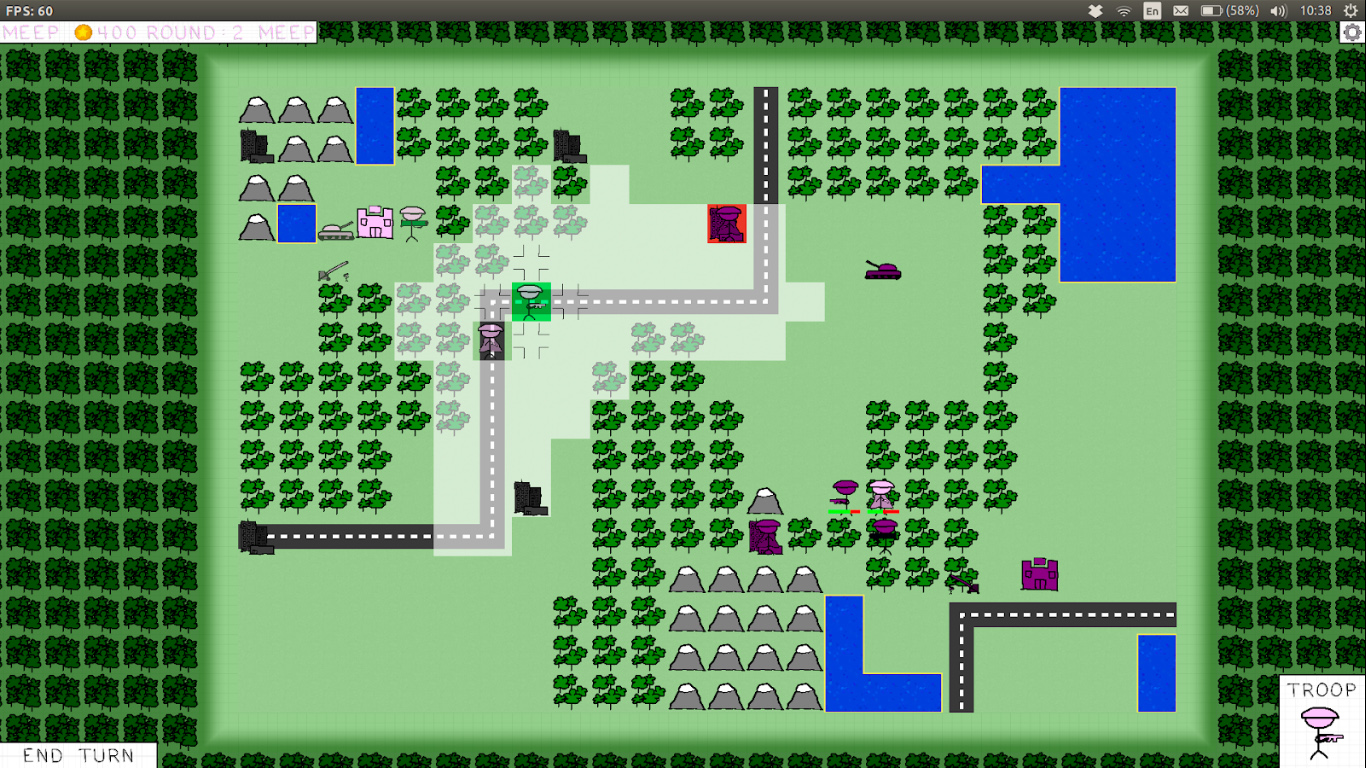 FPS: 60
En (58%) 10:38
MEEP 400 ROUND:2 MEEP
TROOP
END TURN